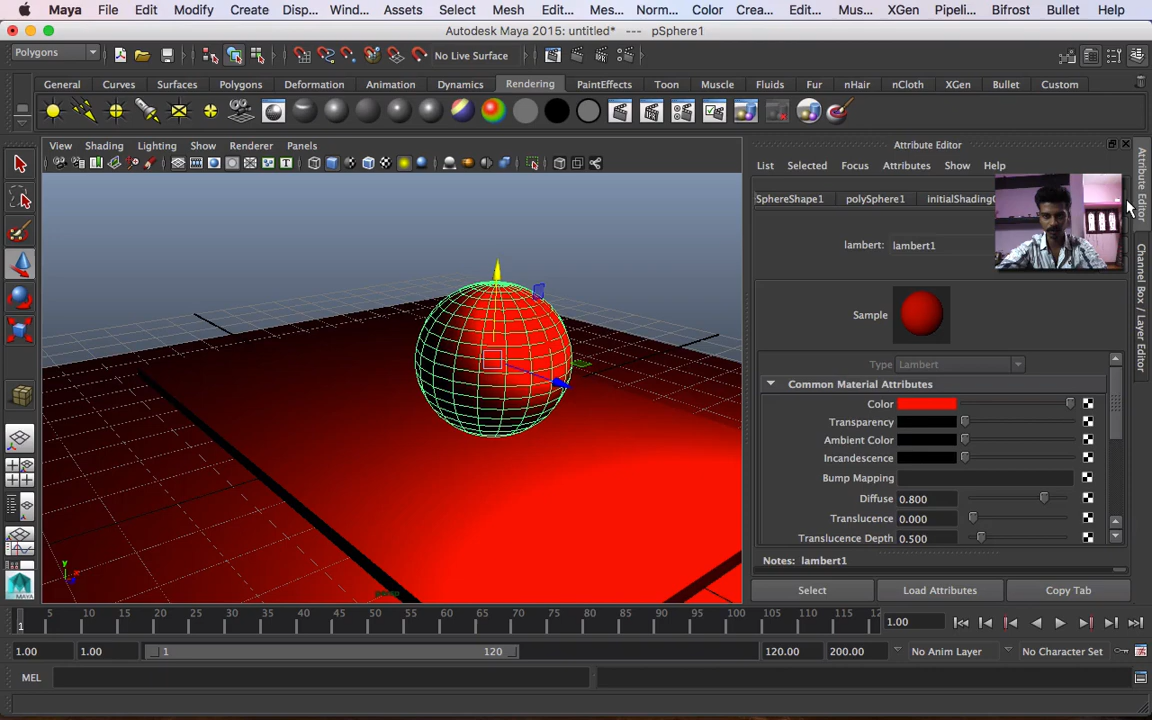 Maya File Edit Modify Create Disp... Wind... Assets Select Mesh Edit... Mes... Norm... Color Crea... Edit... Mus... XGen Pipeli... Bifrost Bullet Help
Autodesk Maya 2015: untitled* --- pSphere1
Polygons
No Live Surface
General Curves Surfaces Polygons Deformation Animation Dynamics Rendering PaintEffects Toon Muscle Fluids Fur nHair nCloth XGen Bullet Custom
View Shading Lighting Show Renderer Panels
Attribute Editor
List Selected Focus Attributes Show Help
SphereShape1 polySphere1 initialShadingG
lambert: lambert1
Sample
Type Lambert
Common Material Attributes
Color
Transparency
Ambient Color
Incandescence
Bump Mapping
Diffuse 0.800
Translucence 0.000
Translucence Depth 0.500
Notes: lambert1
Select Load Attributes Copy Tab
Attribute Editor
Channel Box / Layer Editor
y
x
z
persp
MAYA
1 5 10 15 20 25 30 35 40 45 50 55 60 65 70 75 80 85 90 95 100 105 110 115 12
1.00
1.00 1.00 1 120 120.00 200.00 No Anim Layer No Character Set
MEL